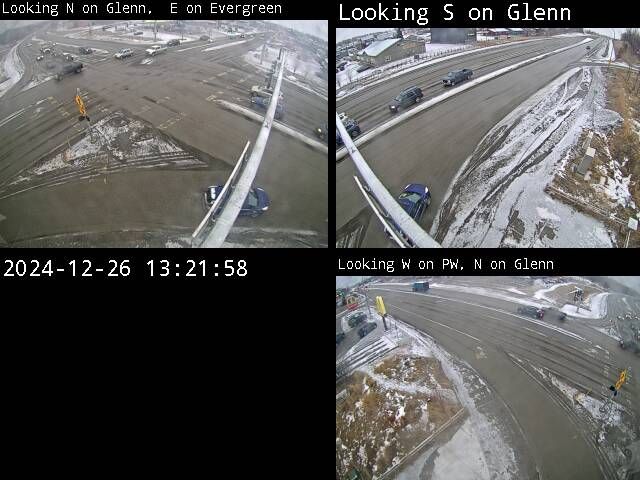 Looking N on Glenn,  E on Evergreen
Looking S on Glenn
2024-12-26 13:21:58
Looking W on PW, N on Glenn